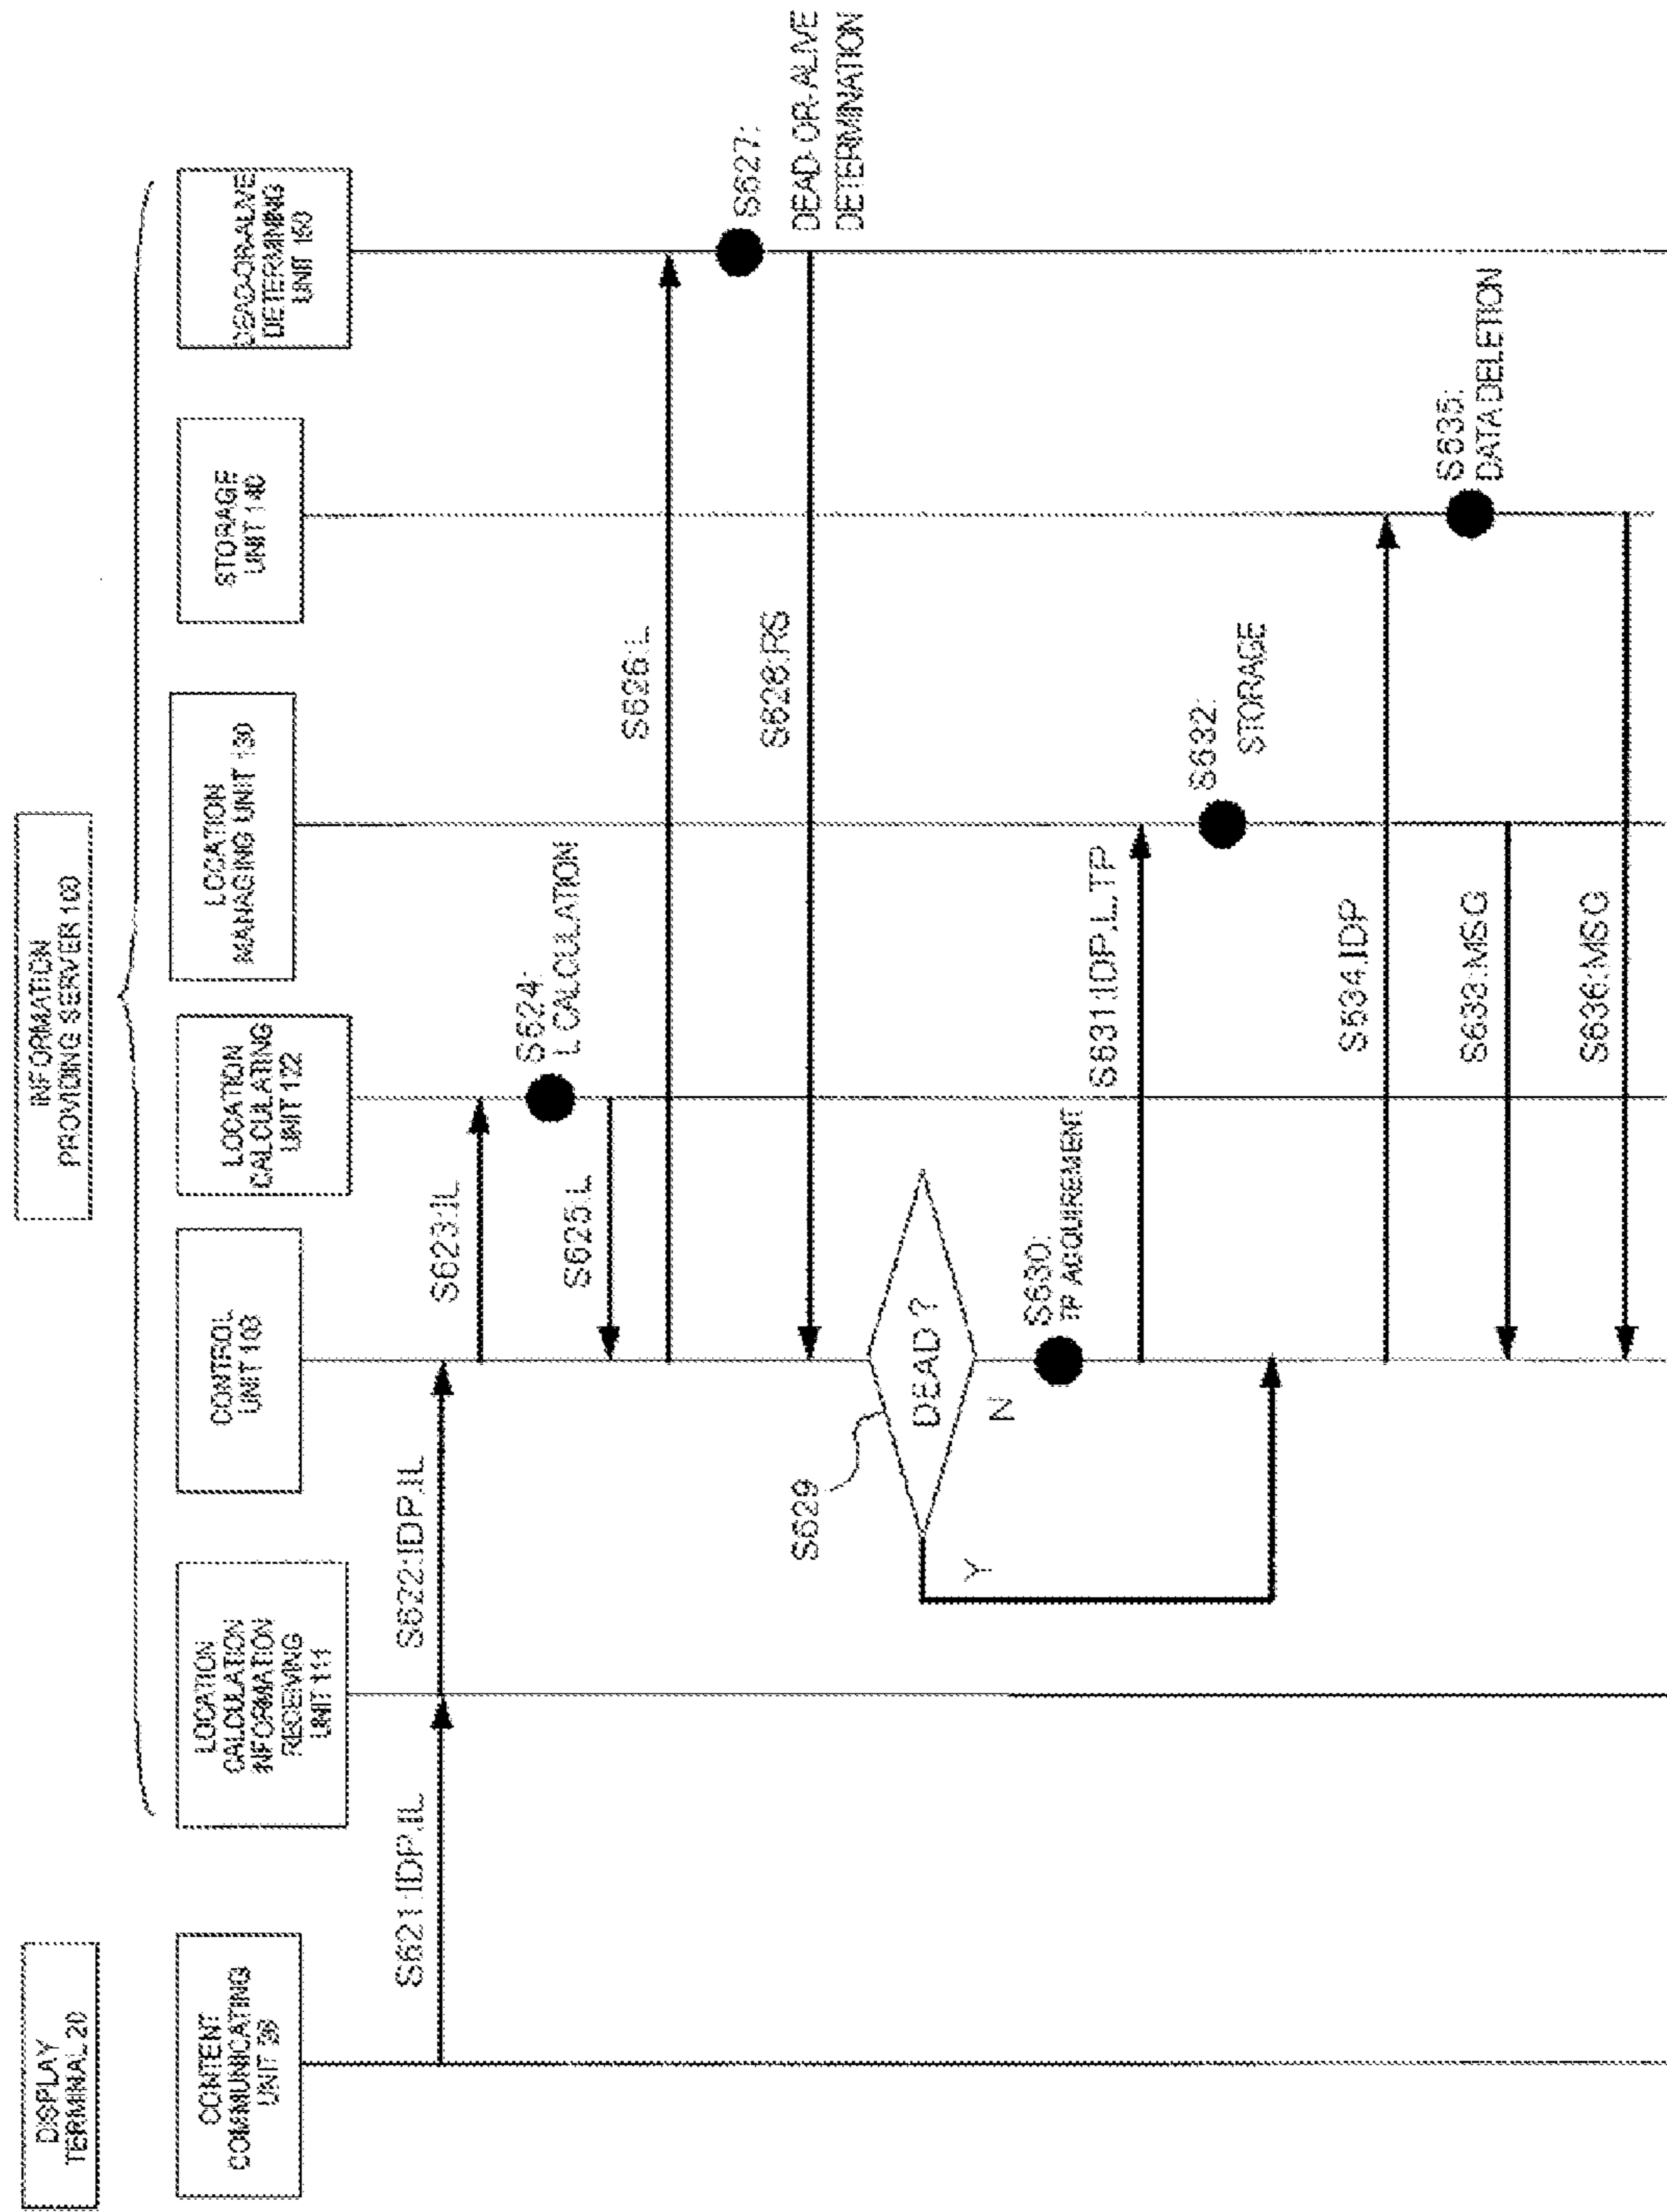 DISPLAY
TERMINAL 20
INFORMATION
PROVIDING SERVER 100
CONTENT
COMMUNICATING
UNIT
LOCATION
CALCULATION
INFORMATION
RECEIVING
UNIT 111
CONTROL
UNIT 103
LOCATION
CALCULATING
UNIT 122
LOCATION
MANAGING UNIT 130
STORAGE
UNIT 140
DEAD-OR-ALIVE
DETERMINING
UNIT
S621:IDP,IL
S622:IDP,IL
S623:IL
S624:
L CALCULATION
S625:L
S626:L
S627:
DEAD-OR-ALIVE
DETERMINATION
S628:RS
S629
DEAD ?
Y
N
S630:
TP ACQUIREMENT
S631:IDP,L,TP
S632:
STORAGE
S634:IDP
S635:
DATA DELETION
S633:MSG
S636:MSG